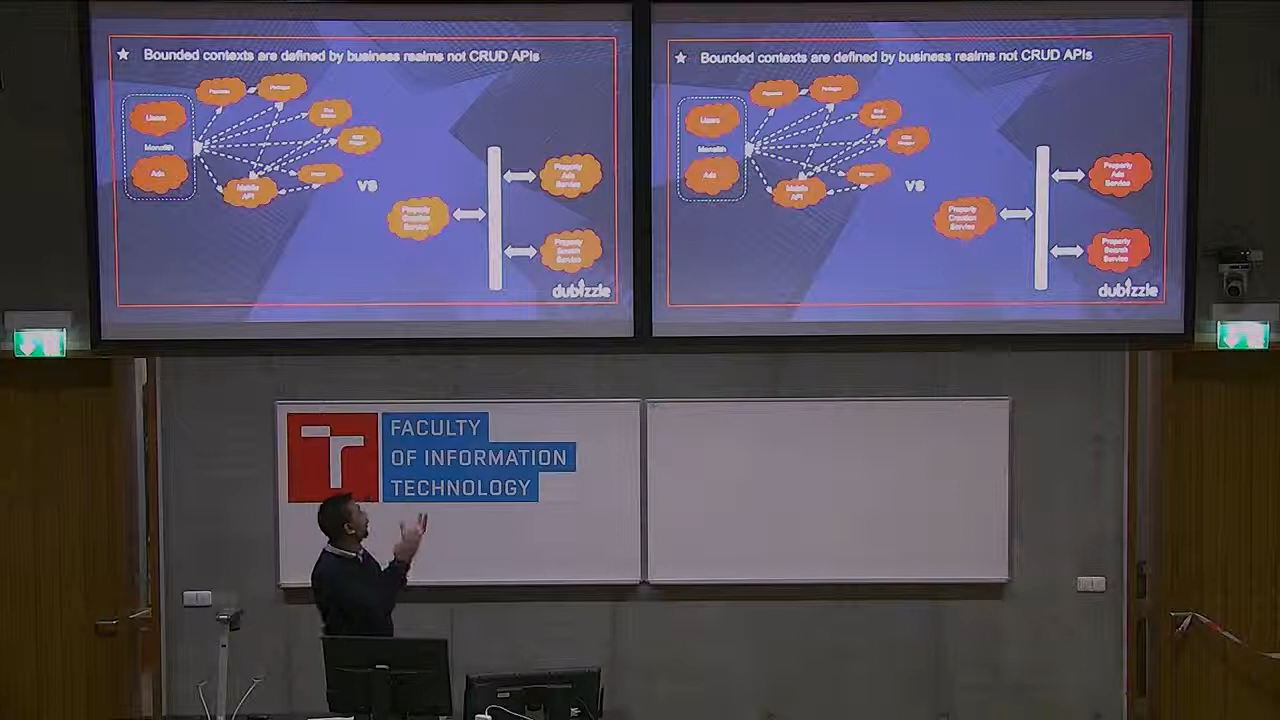 ★ Bounded contexts are defined by business realms not CRUD APIs
Payments
Packages
Users
Monolith
Ads
Mobile
API
vs
Property
Creation
Service
Property
Ads
Service
Property
Search
Service
dubizzle
★ Bounded contexts are defined by business realms not CRUD APIs
Payments
Packages
Users
Monolith
Ads
Mobile
API
vs
Property
Creation
Service
Property
Ads
Service
Property
Search
Service
dubizzle
FACULTY
OF INFORMATION
TECHNOLOGY